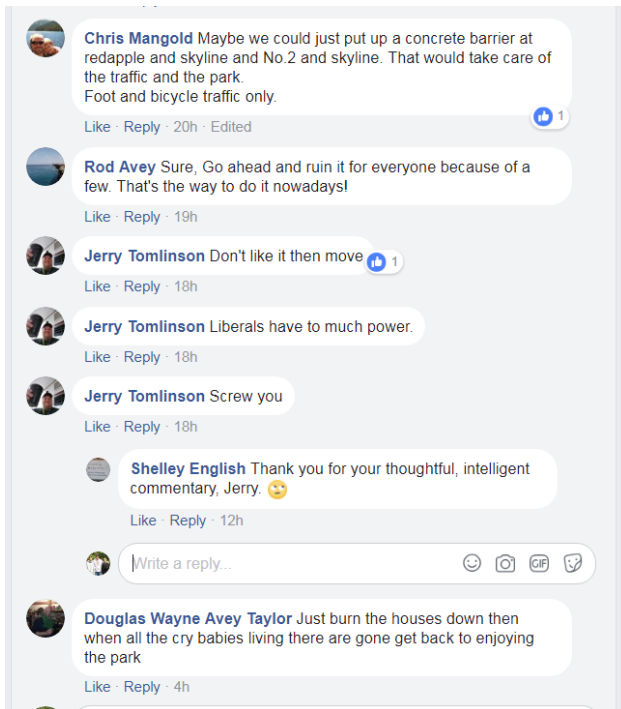 Chris Mangold Maybe we could just put up a concrete barrier at
redapple and skyline and No.2 and skyline. That would take care of
the traffic and the park.
Foot and bicycle traffic only.
1
Like · Reply · 20h · Edited
Rod Avey Sure, Go ahead and ruin it for everyone because of a
few. That's the way to do it nowadays!
Like · Reply · 19h
Jerry Tomlinson Don't like it then move
1
Like · Reply · 18h
Jerry Tomlinson Liberals have to much power.
Like · Reply · 18h
Jerry Tomlinson Screw you
Like · Reply · 18h
Shelley English Thank you for your thoughtful, intelligent
commentary, Jerry. 🙄
Like · Reply · 12h
Write a reply...
GIF
Douglas Wayne Avey Taylor Just burn the houses down then
when all the cry babies living there are gone get back to enjoying
the park
Like · Reply · 4h